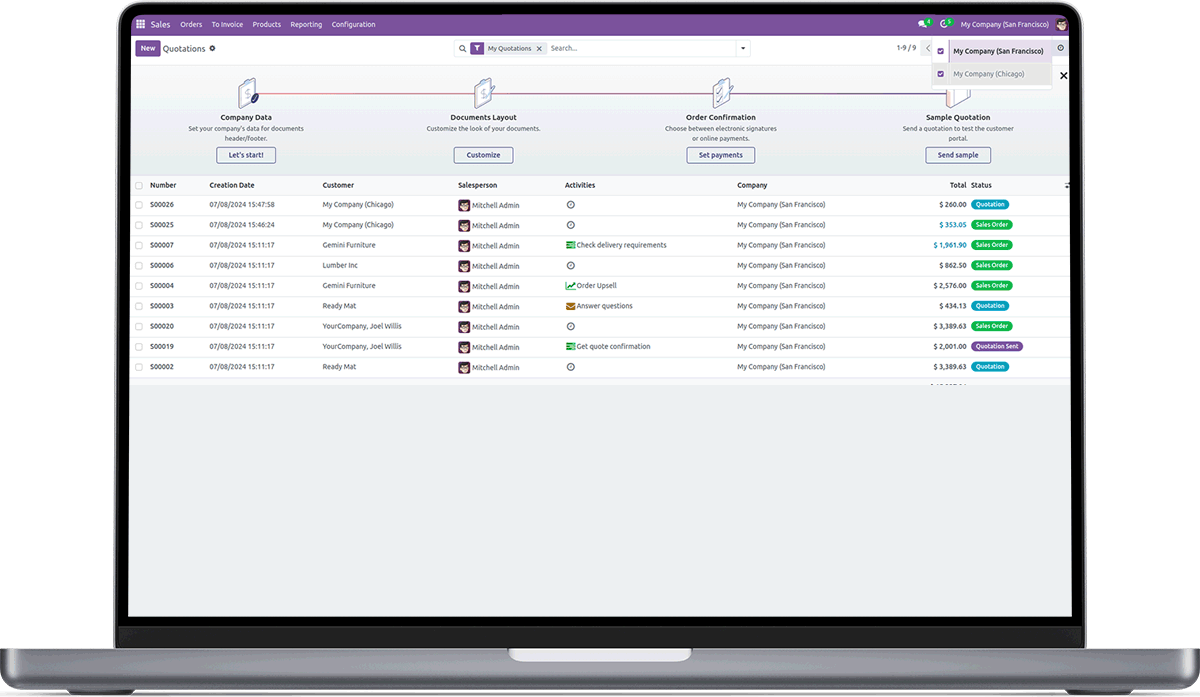 Sales Orders To Invoice Products Reporting Configuration 4 5 My Company (San Francisco)
New Quotations My Quotations × Search... 1-9 / 9 My Company (San Francisco)
My Company (Chicago)
Company Data Documents Layout Order Confirmation Sample Quotation
Set your company's data for documents Customize the look of your documents. Choose between electronic signatures Send a quotation to test the customer
header/footer. or online payments. portal.
Let's start! Customize Set payments Send sample
Number Creation Date Customer Salesperson Activities Company Total Status
S00026 07/08/2024 15:47:58 My Company (Chicago) Mitchell Admin My Company (San Francisco) $ 260.00 Quotation
S00025 07/08/2024 15:46:24 My Company (Chicago) Mitchell Admin My Company (San Francisco) $ 353.05 Sales Order
S00007 07/08/2024 15:11:17 Gemini Furniture Mitchell Admin Check delivery requirements My Company (San Francisco) $ 1,961.90 Sales Order
S00006 07/08/2024 15:11:17 Lumber Inc Mitchell Admin My Company (San Francisco) $ 862.50 Sales Order
S00004 07/08/2024 15:11:17 Gemini Furniture Mitchell Admin Order Upsell My Company (San Francisco) $ 2,576.00 Sales Order
S00003 07/08/2024 15:11:17 Ready Mat Mitchell Admin Answer questions My Company (San Francisco) $ 434.13 Quotation
S00020 07/08/2024 15:11:17 YourCompany, Joel Willis Mitchell Admin My Company (San Francisco) $ 3,389.63 Sales Order
S00019 07/08/2024 15:11:17 YourCompany, Joel Willis Mitchell Admin Get quote confirmation My Company (San Francisco) $ 2,001.00 Quotation Sent
S00002 07/08/2024 15:11:17 Ready Mat Mitchell Admin My Company (San Francisco) $ 3,389.63 Quotation